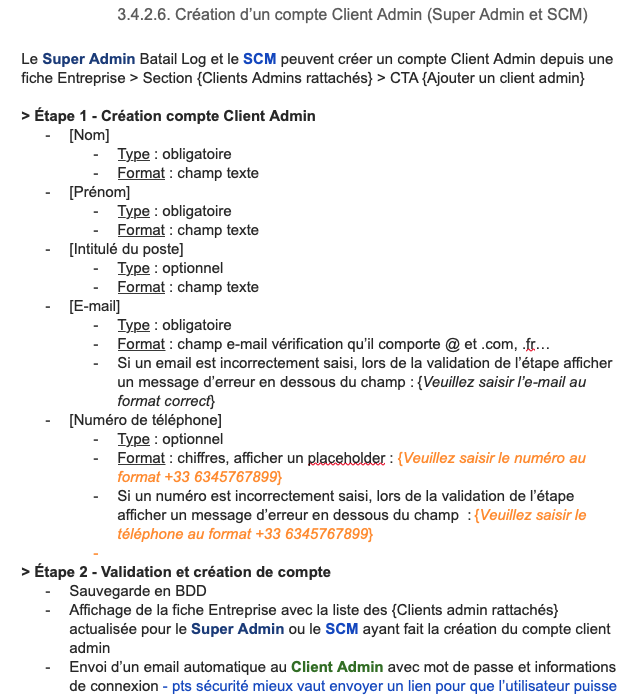 3.4.2.6. Création d’un compte Client Admin (Super Admin et SCM)
Le Super Admin Batail Log et le SCM peuvent créer un compte Client Admin depuis une
fiche Entreprise > Section {Clients Admins rattachés} > CTA {Ajouter un client admin}
> Étape 1 - Création compte Client Admin
- [Nom]
- Type : obligatoire
- Format : champ texte
- [Prénom]
- Type : obligatoire
- Format : champ texte
- [Intitulé du poste]
- Type : optionnel
- Format : champ texte
- [E-mail]
- Type : obligatoire
- Format : champ e-mail vérification qu’il comporte @ et .com, .fr…
- Si un email est incorrectement saisi, lors de la validation de l’étape afficher
un message d’erreur en dessous du champ : {Veuillez saisir l’e-mail au
format correct}
- [Numéro de téléphone]
- Type : optionnel
- Format : chiffres, afficher un placeholder : {Veuillez saisir le numéro au
format +33 6345767899}
- Si un numéro est incorrectement saisi, lors de la validation de l’étape
afficher un message d’erreur en dessous du champ : {Veuillez saisir le
téléphone au format +33 6345767899}
-
> Étape 2 - Validation et création de compte
- Sauvegarde en BDD
- Affichage de la fiche Entreprise avec la liste des {Clients admin rattachés}
actualisée pour le Super Admin ou le SCM ayant fait la création du compte client
admin
- Envoi d’un email automatique au Client Admin avec mot de passe et informations
de connexion - pts sécurité mieux vaut envoyer un lien pour que l’utilisateur puisse